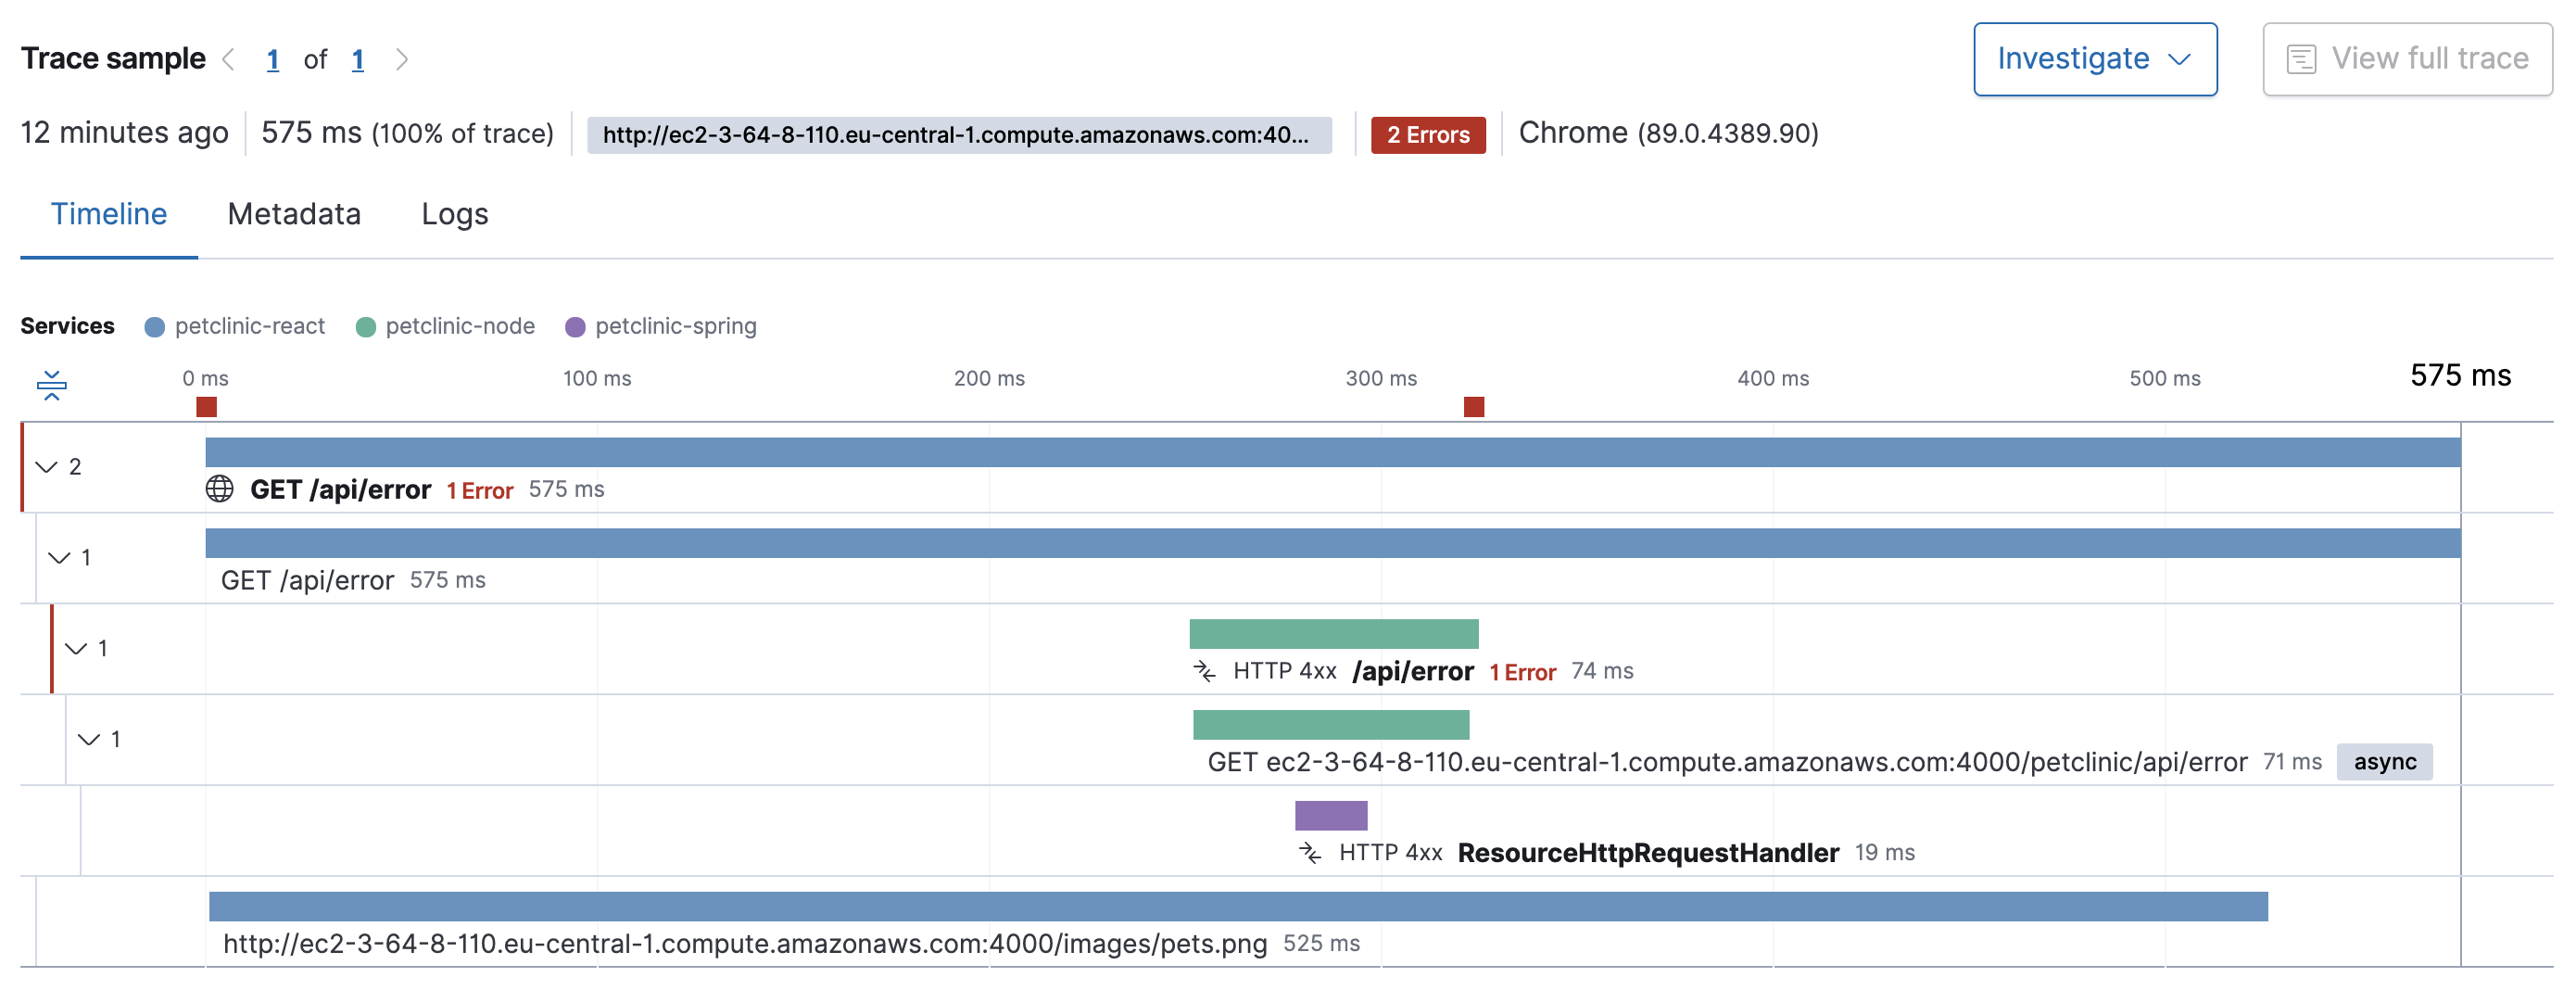 Trace sample 1 of 1 Investigate View full trace
12 minutes ago 575 ms (100% of trace) http://ec2-3-64-8-110.eu-central-1.compute.amazonaws.com:40... 2 Errors Chrome (89.0.4389.90)
Timeline Metadata Logs
Services petclinic-react petclinic-node petclinic-spring
0 ms 100 ms 200 ms 300 ms 400 ms 500 ms 575 ms
2
GET /api/error 1 Error 575 ms
1
GET /api/error 575 ms
1
HTTP 4xx /api/error 1 Error 74 ms
1
GET ec2-3-64-8-110.eu-central-1.compute.amazonaws.com:4000/petclinic/api/error 71 ms async
HTTP 4xx ResourceHttpRequestHandler 19 ms
http://ec2-3-64-8-110.eu-central-1.compute.amazonaws.com:4000/images/pets.png 525 ms